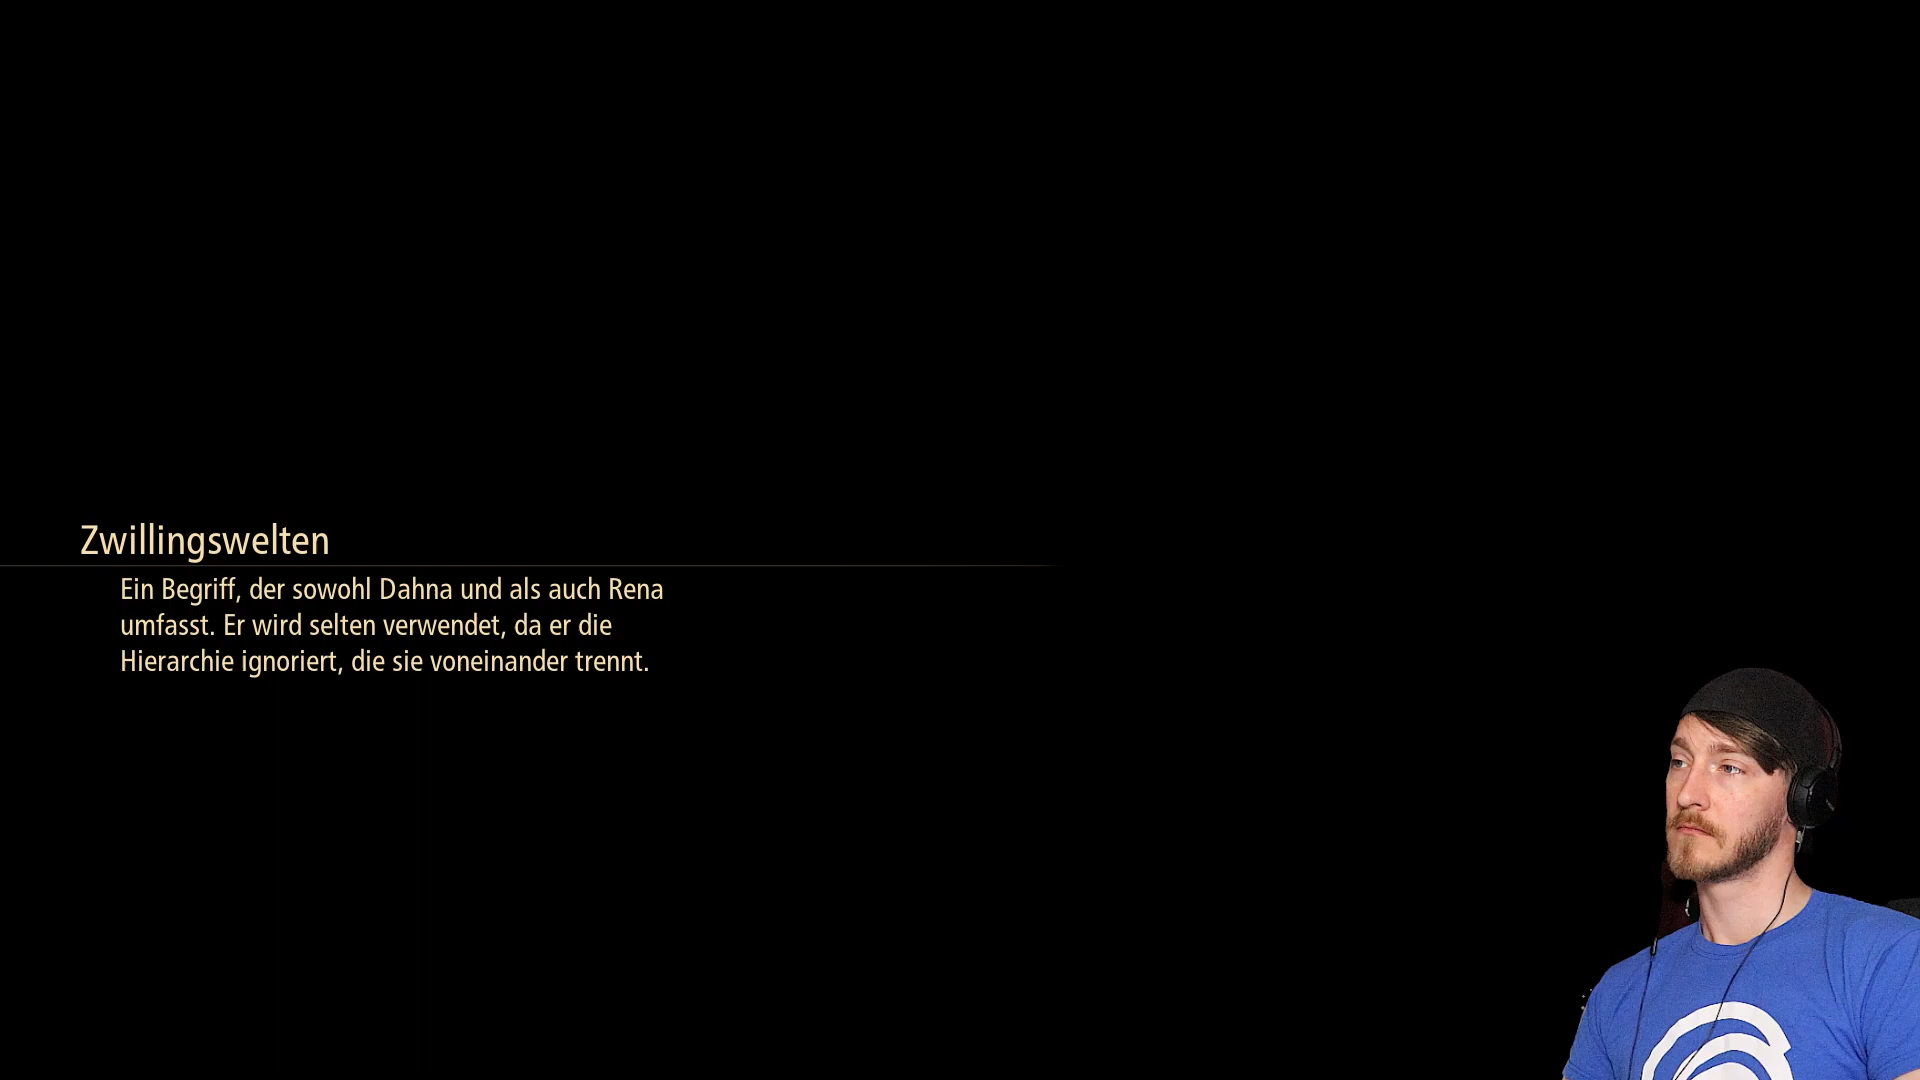 Zwillingswelten
Ein Begriff, der sowohl Dahna und als auch Rena
umfasst. Er wird selten verwendet, da er die
Hierarchie ignoriert, die sie voneinander trennt.